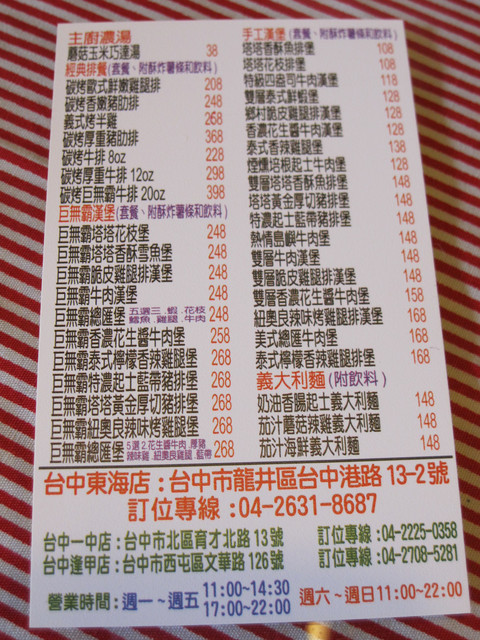 主廚濃湯
蘑菇玉米巧達湯 38
經典排餐(套餐、附酥炸薯條和飲料)
碳烤歐式鮮嫩雞腿排 208
碳烤香嫩豬肋排 248
義式烤半雞 268
碳烤厚重豬肋排 368
碳烤牛排 8oz 228
碳烤厚重牛排 12oz 298
碳烤巨無霸牛排 20oz 398
巨無霸漢堡(套餐、附酥炸薯條和飲料)
巨無霸塔塔花枝堡 248
巨無霸塔塔香酥鱈魚堡 248
巨無霸脆皮雞腿排漢堡 248
巨無霸牛肉漢堡 248
巨無霸總匯堡 五選三.蝦.花枝 鱈魚.雞腿.牛肉 248
巨無霸香濃花生醬牛肉堡 258
巨無霸泰式檸檬香辣雞腿堡 268
巨無霸特濃起士藍帶豬排堡 268
巨無霸塔塔黃金厚切豬排堡 268
巨無霸紐奧良辣味烤雞腿堡 268
巨無霸總匯堡 5選2.花生醬牛肉.厚豬 辣味雞.紐奧良雞腿.藍帶 268
手工漢堡(套餐、附酥炸薯條和飲料)
塔塔香酥魚排堡 108
塔塔花枝排堡 108
特級四盎司牛肉漢堡 118
雙層泰式鮮蝦堡 128
鄉村脆皮雞腿排漢堡 128
香濃花生醬牛肉漢堡 128
泰式香辣雞腿堡 138
煙燻培根起士牛肉堡 128
雙層塔塔香酥魚排堡 148
塔塔黃金厚切豬排堡 148
特濃起士藍帶豬排堡 148
熱情島嶼牛肉堡 148
雙層牛肉漢堡 148
雙層脆皮雞腿排漢堡 148
雙層香濃花生牛肉堡 158
紐奧良辣味烤雞腿排漢堡 168
美式總匯牛肉堡 168
泰式檸檬香辣雞腿堡 168
義大利麵(附飲料)
奶油香腸起士義大利麵 148
茄汁蘑菇辣雞義大利麵 148
茄汁海鮮義大利麵 148
台中東海店：台中市龍井區台中港路 13-2號
訂位專線：04-2631-8687
台中一中店：台中市北區育才北路 13號 訂位專線：04-2225-0358
台中逢甲店：台中市西屯區文華路 126號 訂位專線：04-2708-5281
營業時間：週一～週五 11:00~14:30 17:00~22:00 週六～週日11:00~22:00